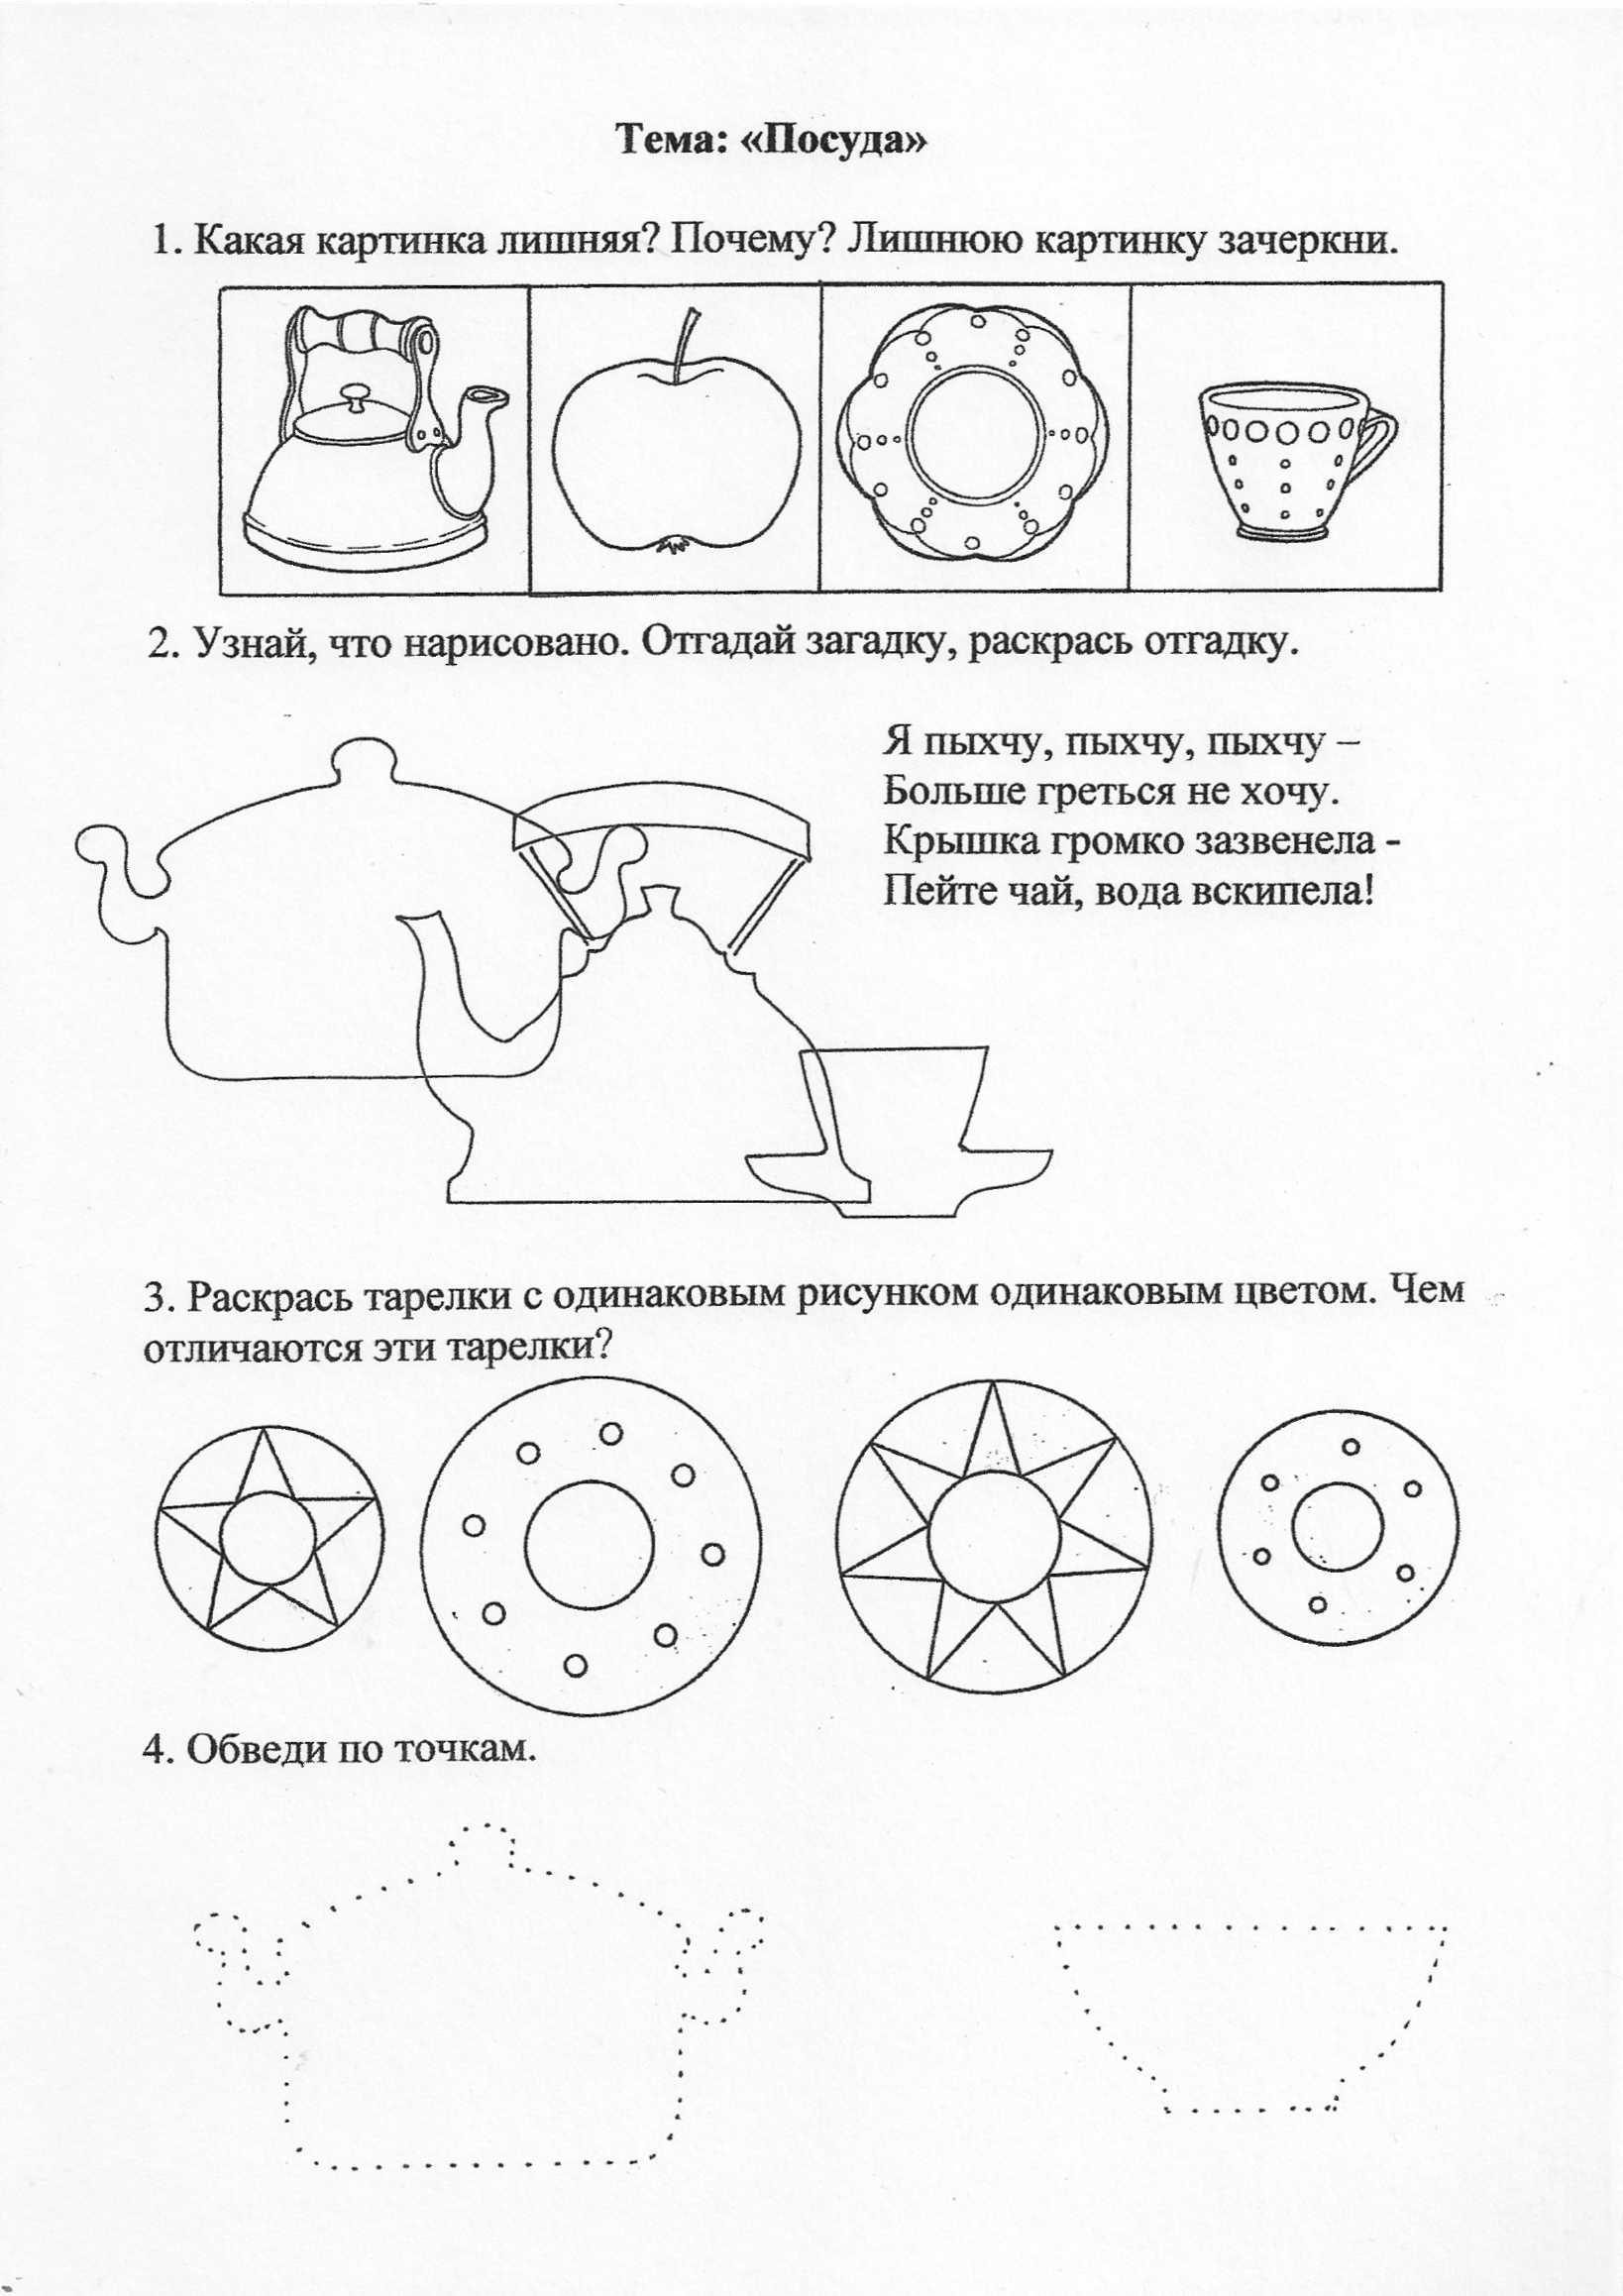 Тема: «Посуда»
1. Какая картинка лишняя? Почему? Лишнюю картинку зачеркни.
2. Узнай, что нарисовано. Отгадай загадку, раскрась отгадку.
Я пыхчу, пыхчу, пыхчу –
Больше греться не хочу.
Крышка громко зазвенела -
Пейте чай, вода вскипела!
3. Раскрась тарелки с одинаковым рисунком одинаковым цветом. Чем
отличаются эти тарелки?
4. Обведи по точкам.